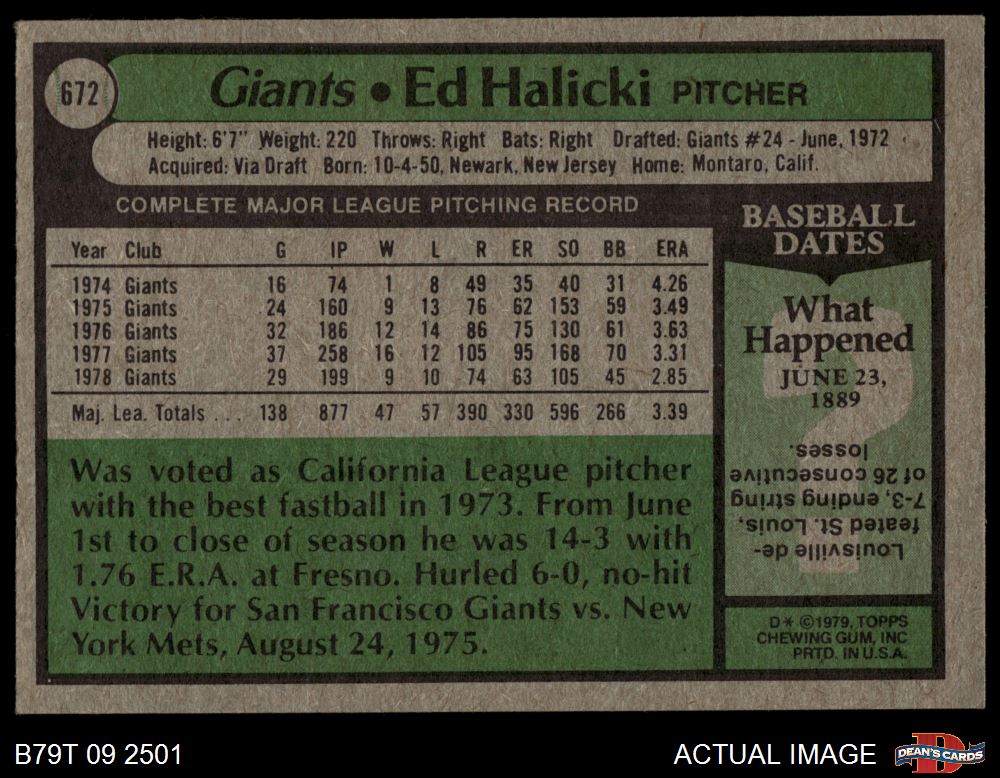 672
Giants • Ed Halicki PITCHER
Height: 6'7" Weight: 220 Throws: Right Bats: Right Drafted: Giants #24 - June, 1972
Acquired: Via Draft Born: 10-4-50, Newark, New Jersey Home: Montaro, Calif.
COMPLETE MAJOR LEAGUE PITCHING RECORD
Year Club G IP W L R ER SO BB ERA
1974 Giants 16 74 1 8 49 35 40 31 4.26
1975 Giants 24 160 9 13 76 62 153 59 3.49
1976 Giants 32 186 12 14 86 75 130 61 3.63
1977 Giants 37 258 16 12 105 95 168 70 3.31
1978 Giants 29 199 9 10 74 63 105 45 2.85
Maj. Lea. Totals . . . 138 877 47 57 390 330 596 266 3.39
Was voted as California League pitcher
with the best fastball in 1973. From June
1st to close of season he was 14-3 with
1.76 E.R.A. at Fresno. Hurled 6-0, no-hit
Victory for San Francisco Giants vs. New
York Mets, August 24, 1975.
BASEBALL
DATES
What
Happened
JUNE 23,
1889
?
Louisville de-
feated St. Louis,
7-3, ending string
of 26 consecutive
losses.
D* ©1979, TOPPS
CHEWING GUM, INC
PRTD. IN U.S.A.
B79T 09 2501
ACTUAL IMAGE
DEAN'S CARDS